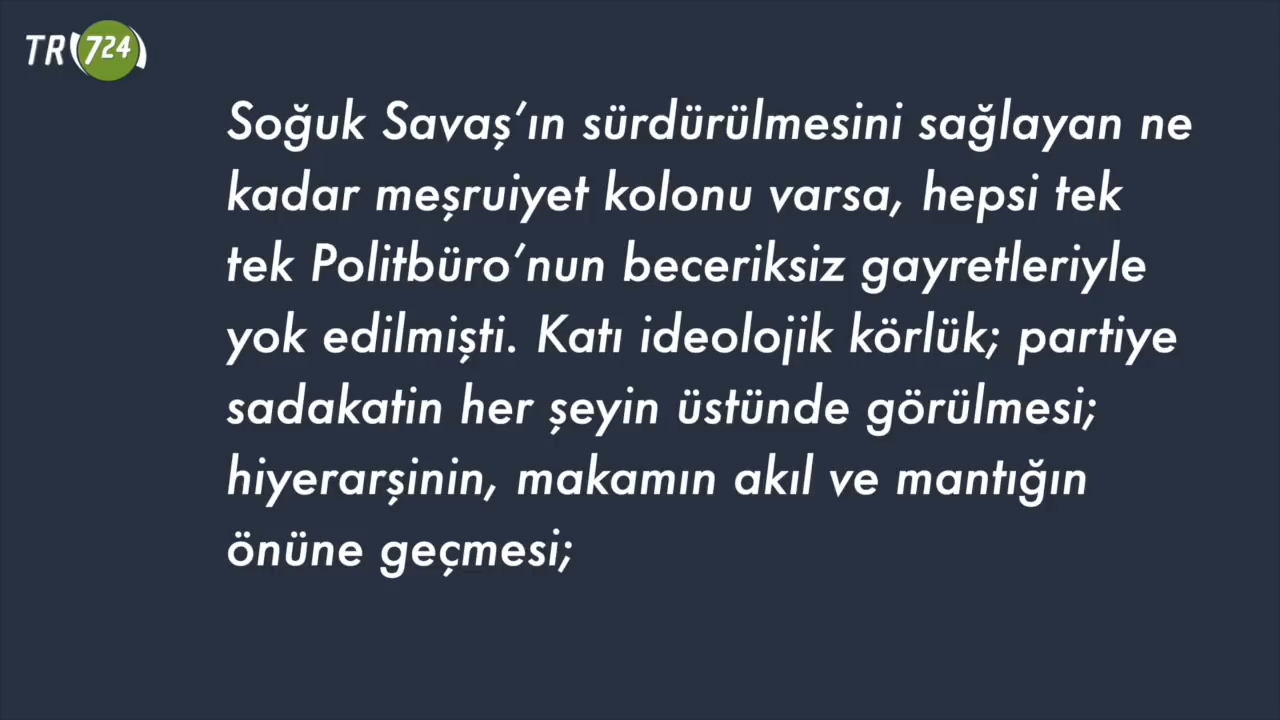 TR724
Soğuk Savaş’ın sürdürülmesini sağlayan ne
kadar meşruiyet kolonu varsa, hepsi tek
tek Politbüro’nun beceriksiz gayretleriyle
yok edilmişti. Katı ideolojik körlük; partiye
sadakatin her şeyin üstünde görülmesi;
hiyerarşinin, makamın akıl ve mantığın
önüne geçmesi;